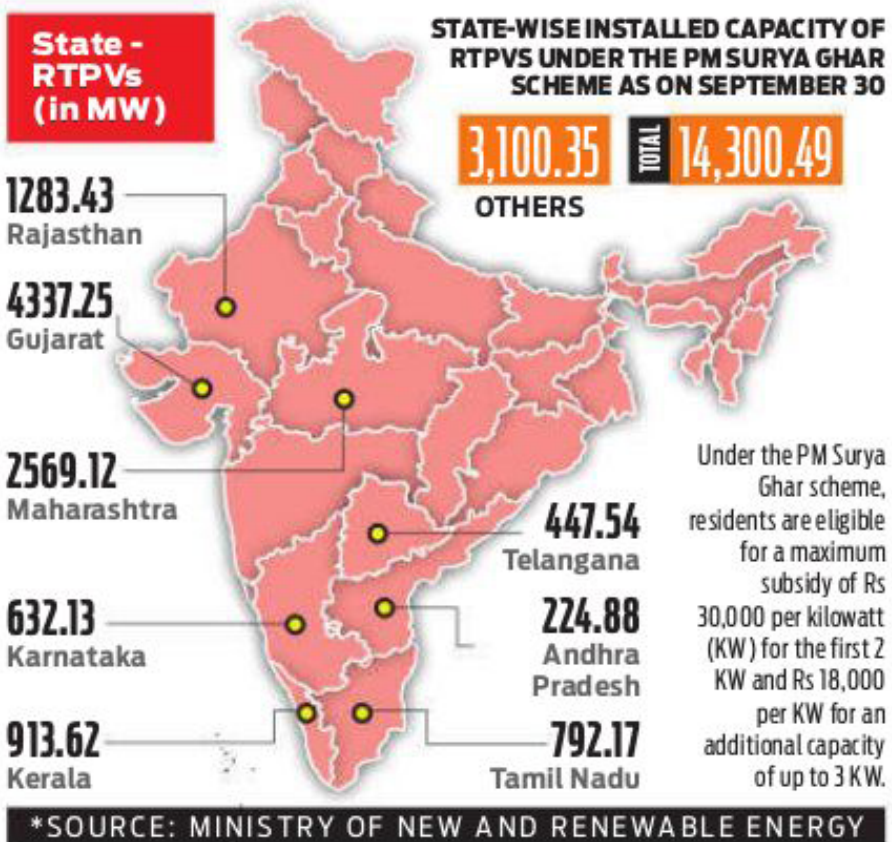 State -
RTPVs
(in MW)
STATE-WISE INSTALLED CAPACITY OF
RTPVS UNDER THE PM SURYA GHAR
SCHEME AS ON SEPTEMBER 30
3,100.35
OTHERS
TOTAL
14,300.49
1283.43
Rajasthan
4337.25
Gujarat
2569.12
Maharashtra
632.13
Karnataka
913.62
Kerala
447.54
Telangana
224.88
Andhra
Pradesh
792.17
Tamil Nadu
Under the PM Surya
Ghar scheme,
residents are eligible
for a maximum
subsidy of Rs
30,000 per kilowatt
(KW) for the first 2
KW and Rs 18,000
per KW for an
additional capacity
of up to 3 KW.
*SOURCE: MINISTRY OF NEW AND RENEWABLE ENERGY